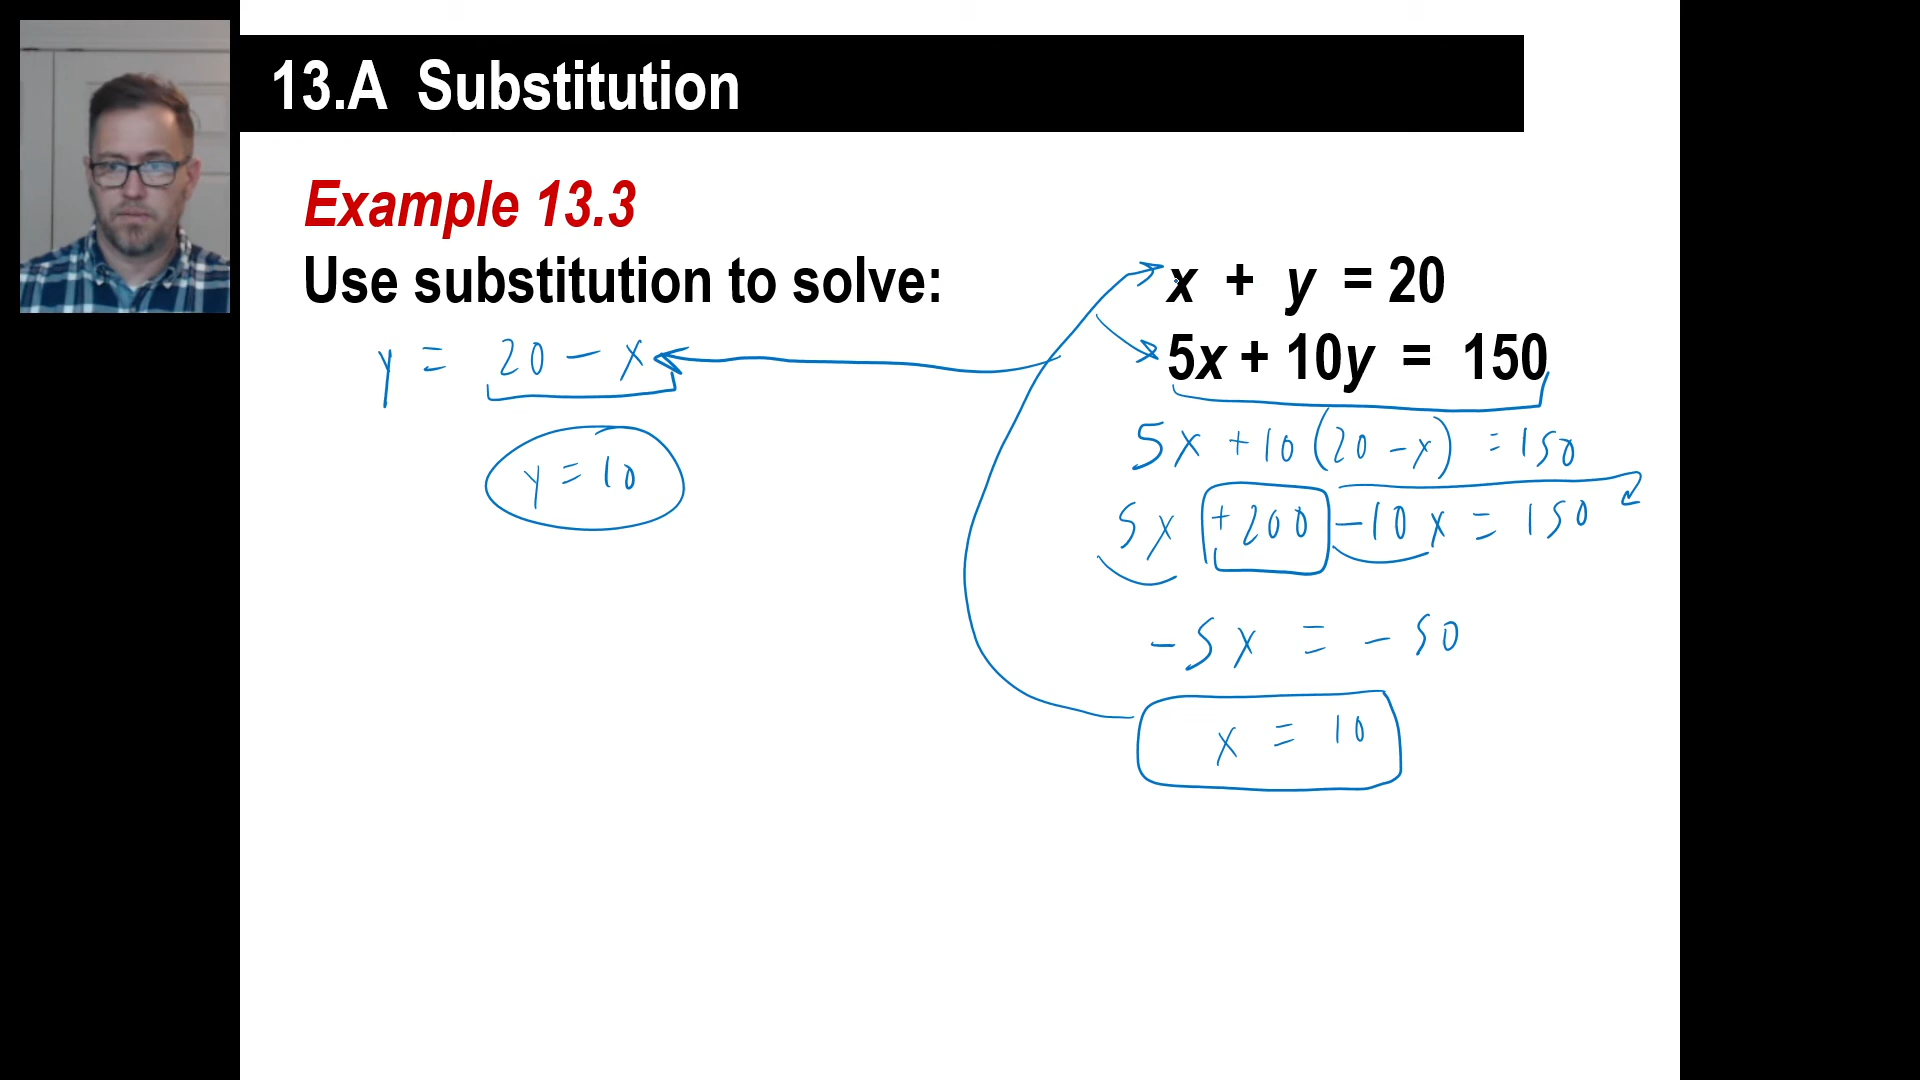 13.A Substitution
Example 13.3
Use substitution to solve:
x + y = 20
5x + 10y = 150
y = 20 - x
y = 10
5x + 10(20 - x) = 150
5x + 200 - 10x = 150
-5x = -50
x = 10